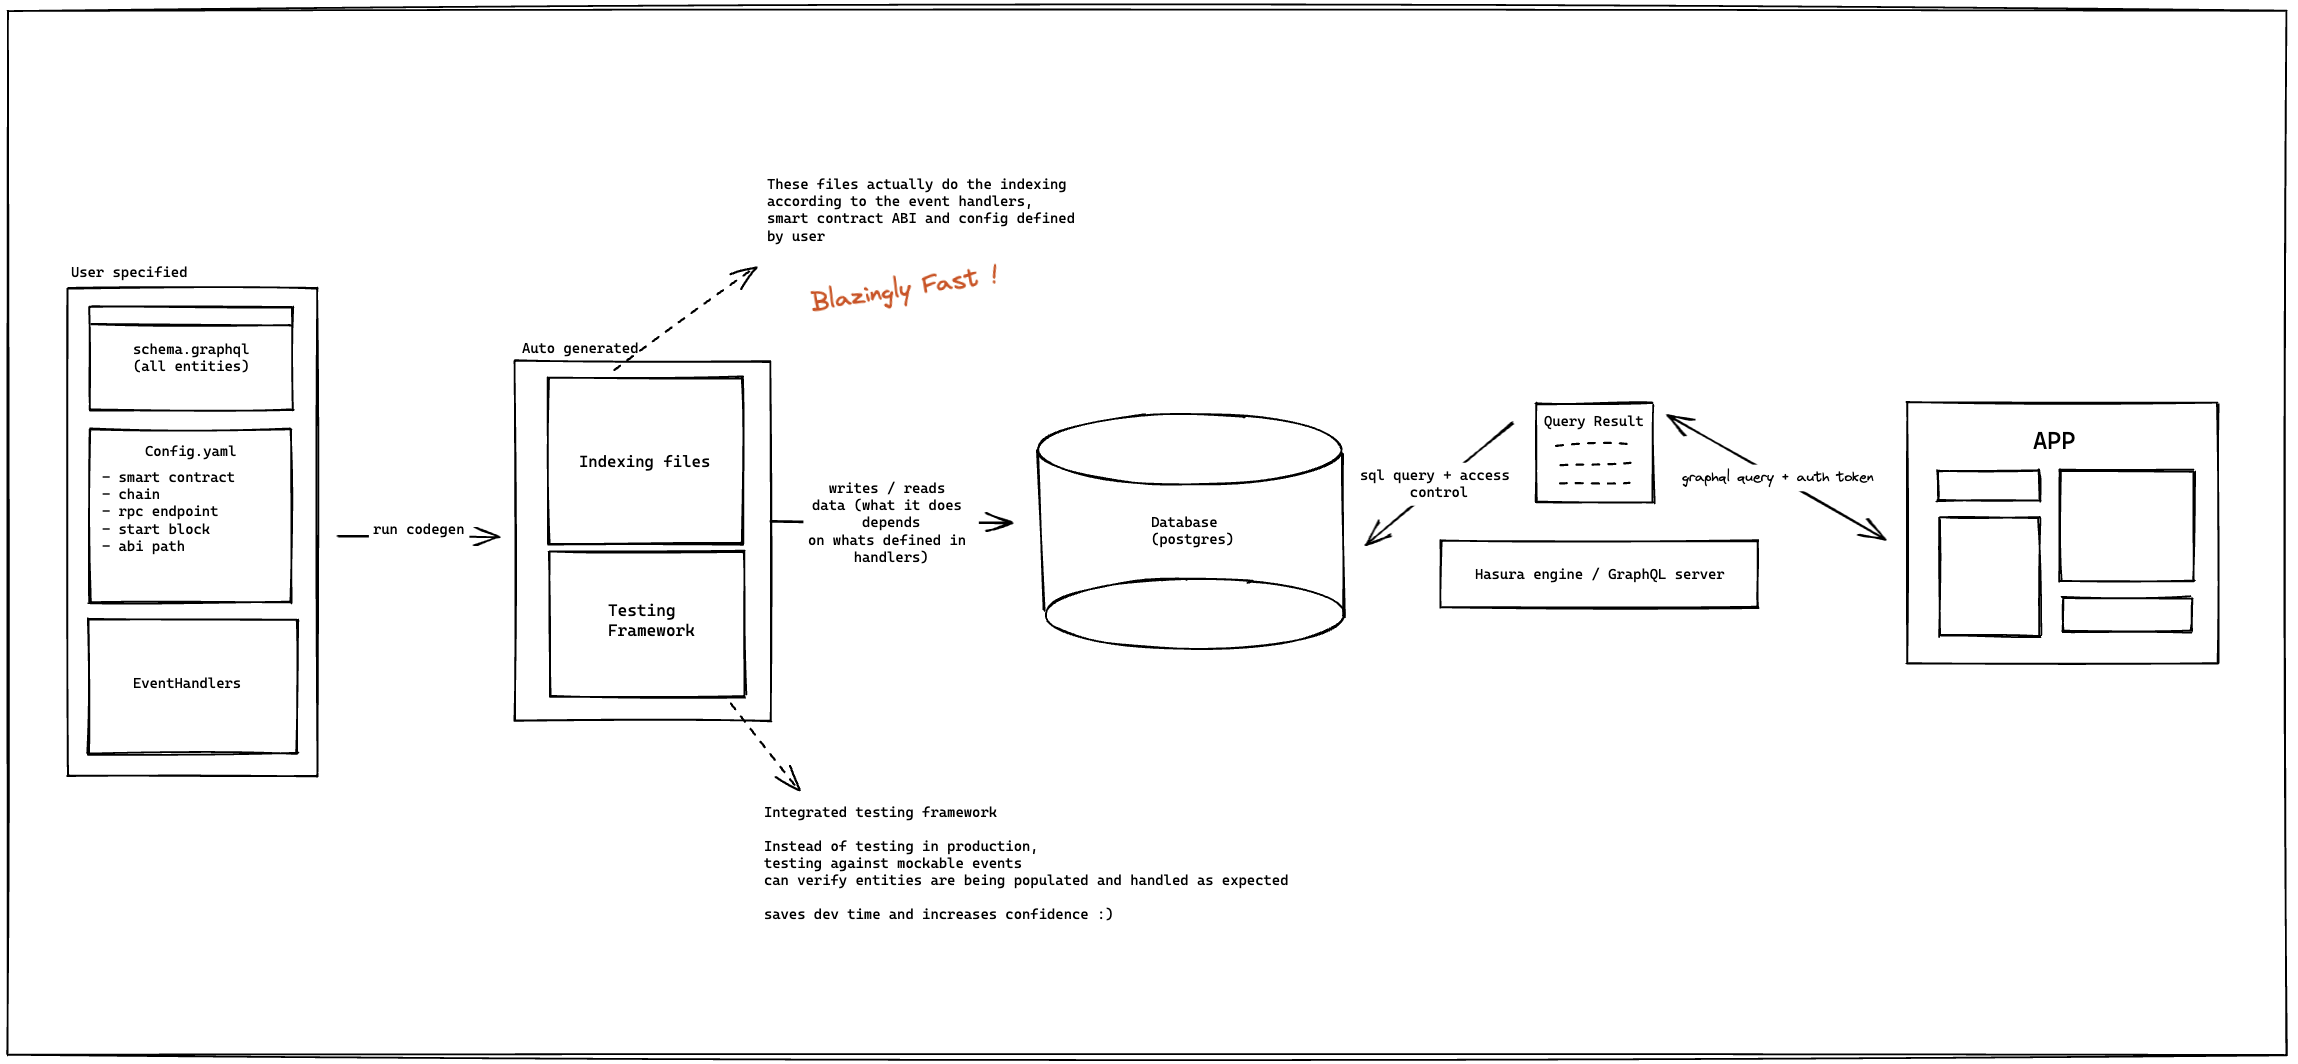 These files actually do the indexing
according to the event handlers,
smart contract ABI and config defined
by user
Blazingly Fast !
User specified
schema.graphql
(all entities)
Config.yaml
- smart contract
- chain
- rpc endpoint
- start block
- abi path
EventHandlers
run codegen
Auto generated
Indexing files
Testing
Framework
writes / reads
data (what it does
depends
on whats defined in
handlers)
Database
(postgres)
sql query + access
control
Query Result
Hasura engine / GraphQL server
graphql query + auth token
APP
Integrated testing framework
Instead of testing in production,
testing against mockable events
can verify entities are being populated and handled as expected
saves dev time and increases confidence :)